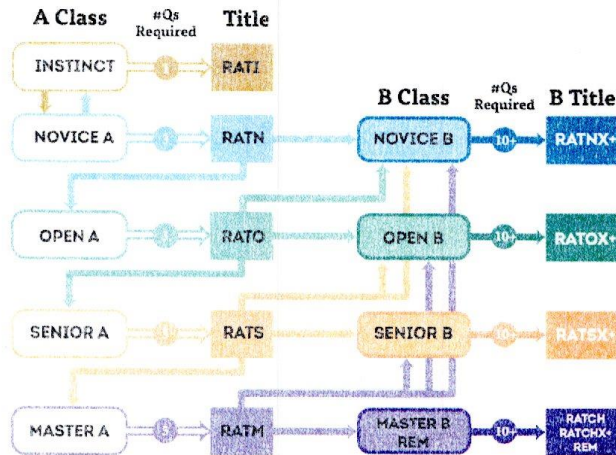 A Class
#Qs
Required
Title
INSTINCT
RATI
B Class
#Qs
Required
B Title
NOVICE A
RATN
NOVICE B
10+
RATNX+
OPEN A
RATO
OPEN B
10+
RATOX+
SENIOR A
RATS
SENIOR B
10+
RATSX+
MASTER A
5
RATM
MASTER B
REM
10+
RATCH
RATCHX+
REM